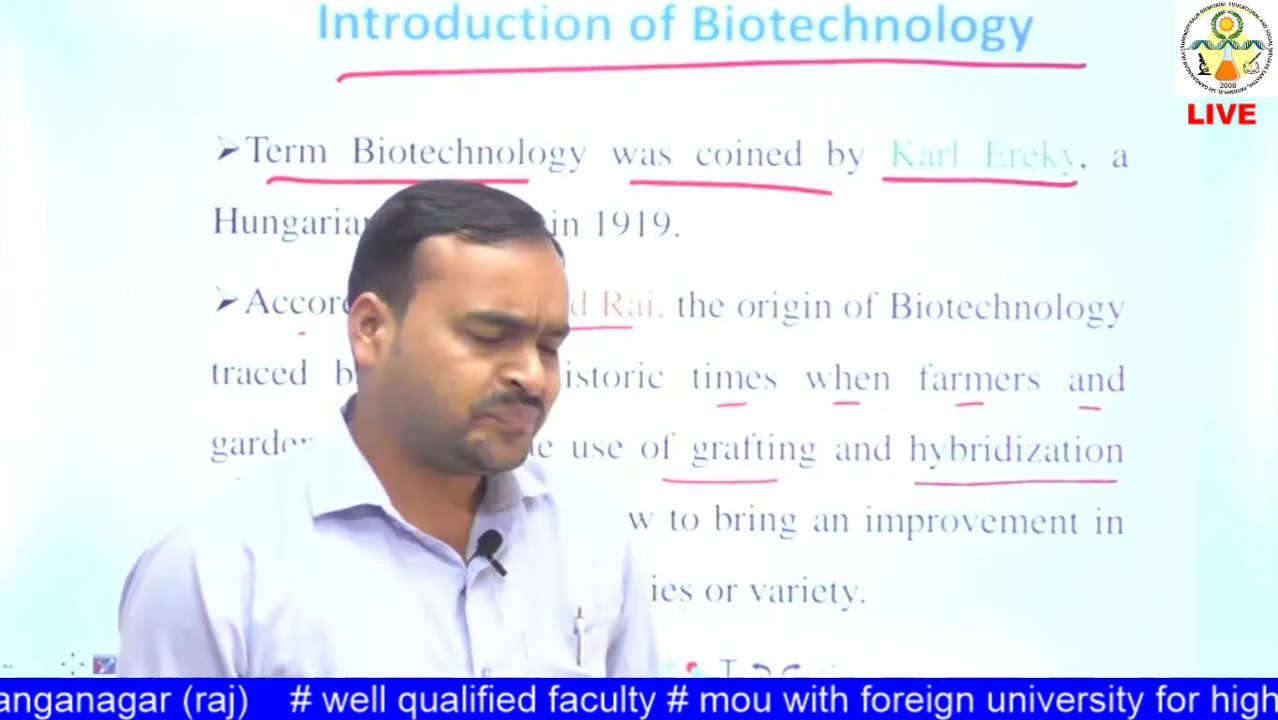 Introduction of Biotechnology
LIVE
2008
➤Term Biotechnology was coined by Karl Ereky, a
Hungaria in 1919.
➤Accor d Rai, the origin of Biotechnology
traced b istoric times when farmers and
garde e use of grafting and hybridization
w to bring an improvement in
ies or variety.
anganagar (raj) # well qualified faculty # mou with foreign university for high